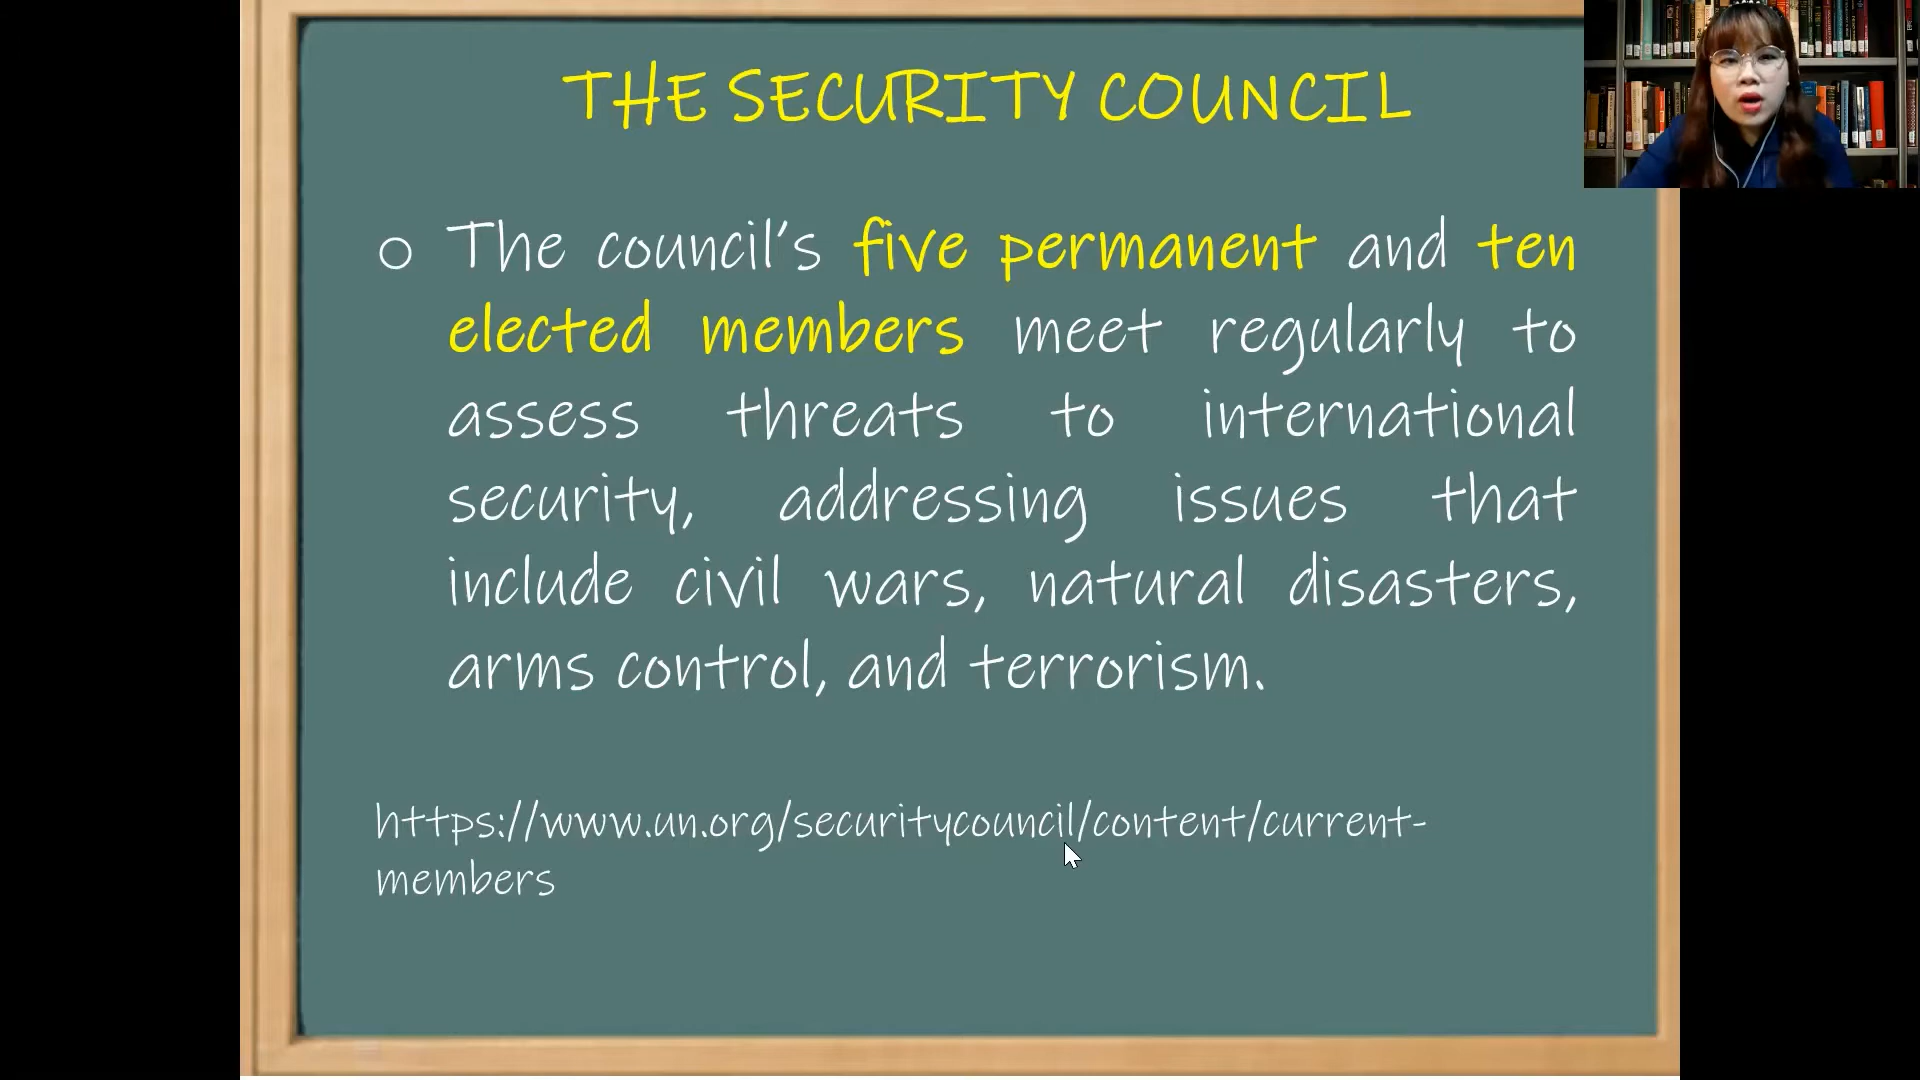 THE SECURITY COUNCIL
○ The council's five permanent and ten
elected members meet regularly to
assess threats to international
security, addressing issues that
include civil wars, natural disasters,
arms control, and terrorism.
https://www.un.org/securitycouncil/content/current-
members